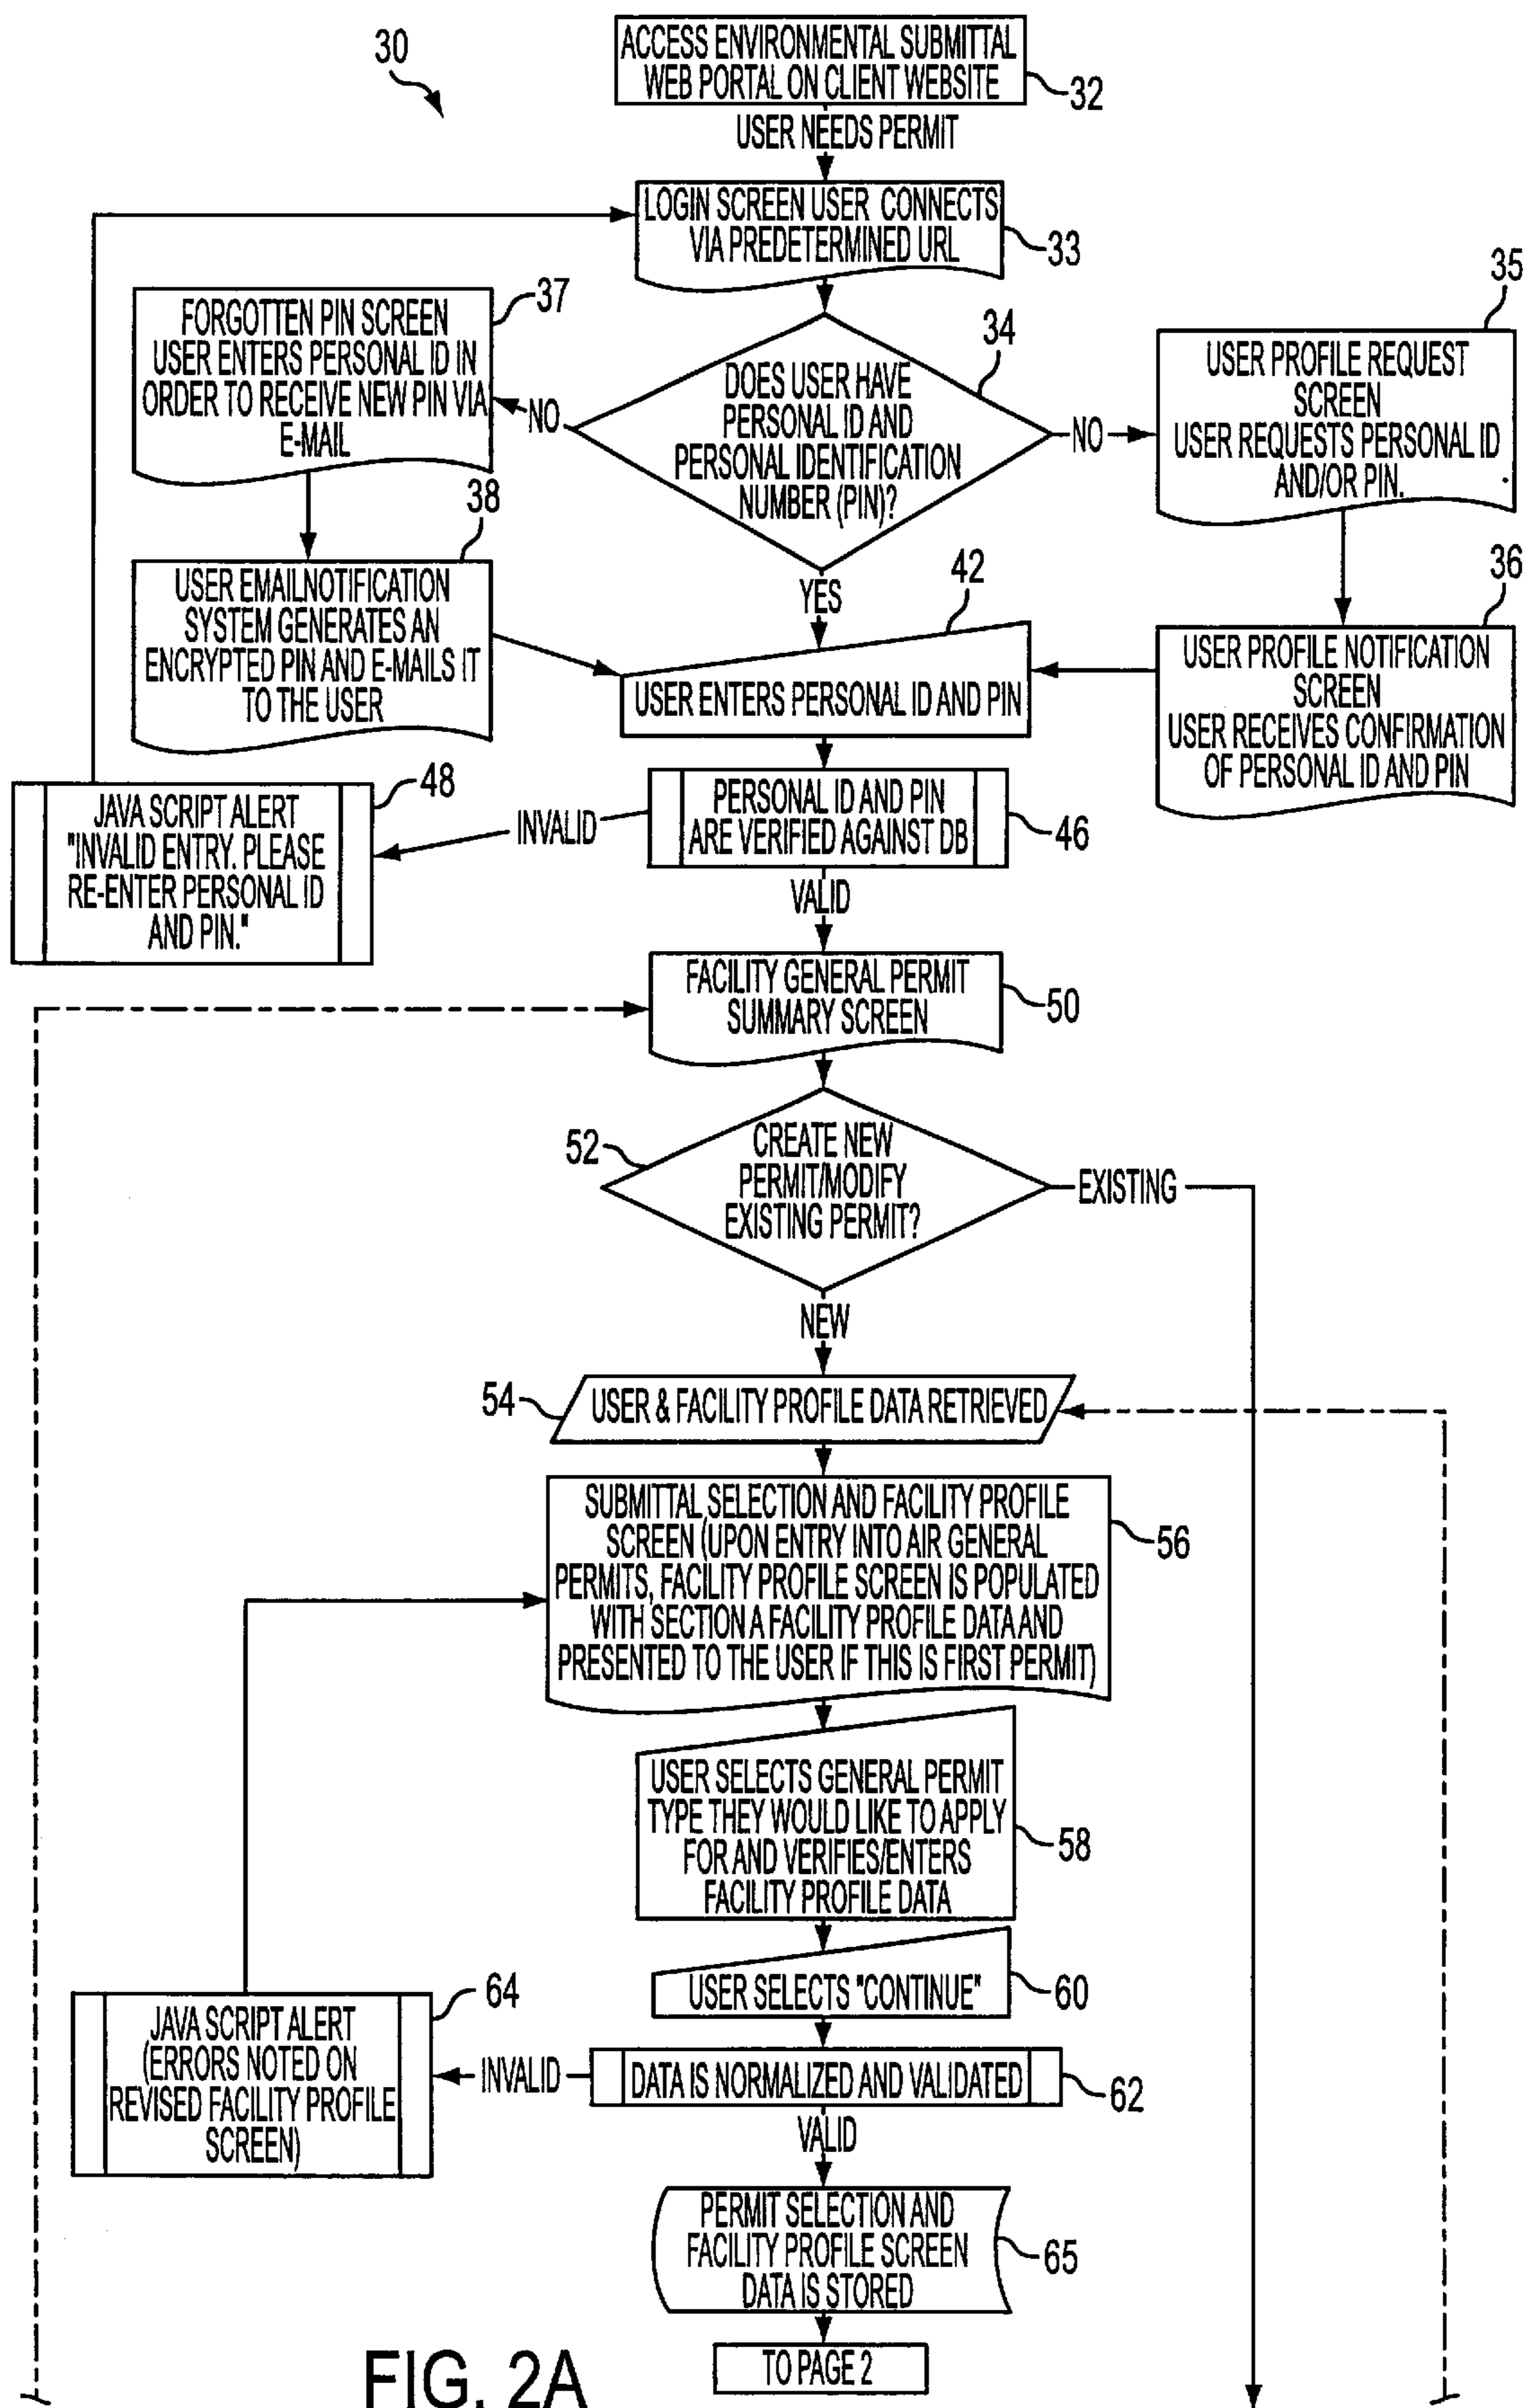 30
ACCESS ENVIRONMENTAL SUBMITTAL
WEB PORTAL ON CLIENT WEBSITE
32
USER NEEDS PERMIT
LOGIN SCREEN USER CONNECTS
VIA PREDETERMINED URL
33
37
FORGOTTEN PIN SCREEN
USER ENTERS PERSONAL ID IN
ORDER TO RECEIVE NEW PIN VIA
E-MAIL
NO
34
DOES USER HAVE
PERSONAL ID AND
PERSONAL IDENTIFICATION
NUMBER (PIN)?
NO
35
USER PROFILE REQUEST
SCREEN
USER REQUESTS PERSONAL ID
AND/OR PIN.
38
USER EMAILNOTIFICATION
SYSTEM GENERATES AN
ENCRYPTED PIN AND E-MAILS IT
TO THE USER
YES
42
USER ENTERS PERSONAL ID AND PIN
36
USER PROFILE NOTIFICATION
SCREEN
USER RECEIVES CONFIRMATION
OF PERSONAL ID AND PIN
48
JAVA SCRIPT ALERT
"INVALID ENTRY. PLEASE
RE-ENTER PERSONAL ID
AND PIN."
INVALID
PERSONAL ID AND PIN
ARE VERIFIED AGAINST DB
46
VALID
FACILITY GENERAL PERMIT
SUMMARY SCREEN
50
52
CREATE NEW
PERMIT/MODIFY
EXISTING PERMIT?
EXISTING
NEW
54
USER & FACILITY PROFILE DATA RETRIEVED
SUBMITTAL SELECTION AND FACILITY PROFILE
SCREEN (UPON ENTRY INTO AIR GENERAL
PERMITS, FACILITY PROFILE SCREEN IS POPULATED
WITH SECTION A FACILITY PROFILE DATA AND
PRESENTED TO THE USER IF THIS IS FIRST PERMIT)
56
USER SELECTS GENERAL PERMIT
TYPE THEY WOULD LIKE TO APPLY
FOR AND VERIFIES/ENTERS
FACILITY PROFILE DATA
58
USER SELECTS "CONTINUE"
60
64
JAVA SCRIPT ALERT
(ERRORS NOTED ON
REVISED FACILITY PROFILE
SCREEN)
INVALID
DATA IS NORMALIZED AND VALIDATED
62
VALID
PERMIT SELECTION AND
FACILITY PROFILE SCREEN
DATA IS STORED
65
TO PAGE 2
FIG. 2A